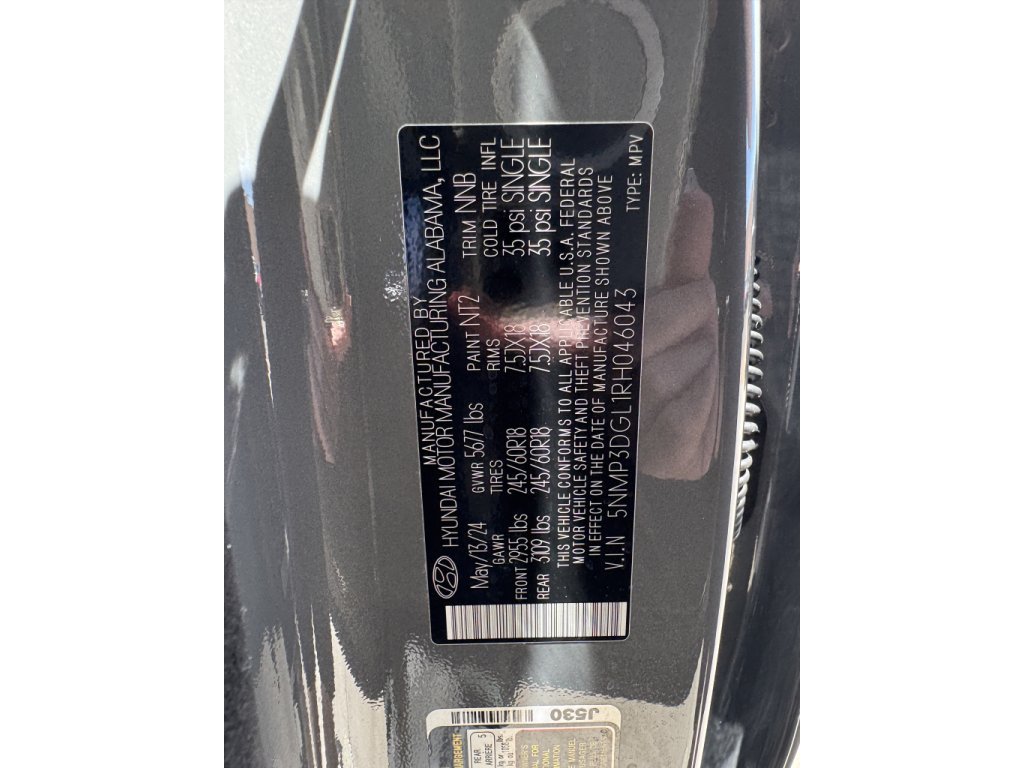 MANUFACTURED BY
HYUNDAI MOTOR MANUFACTURING ALABAMA, LLC
May/13/24 GVWR 5677 lbs PAINT NT2 TRIM NNB
GAWR TIRES RIMS COLD TIRE INFL
FRONT 2955 lbs 245/60R18 7.5JX18 35 psi SINGLE
REAR 3109 lbs 245/60R18 7.5JX18 35 psi SINGLE
THIS VEHICLE CONFORMS TO ALL APPLICABLE U.S.A. FEDERAL
MOTOR VEHICLE SAFETY AND THEFT PREVENTION STANDARDS
IN EFFECT ON THE DATE OF MANUFACTURE SHOWN ABOVE
V.I.N 5NMP3DGL1RH046043
TYPE: MPV
J530
REAR
ARRIERE 5